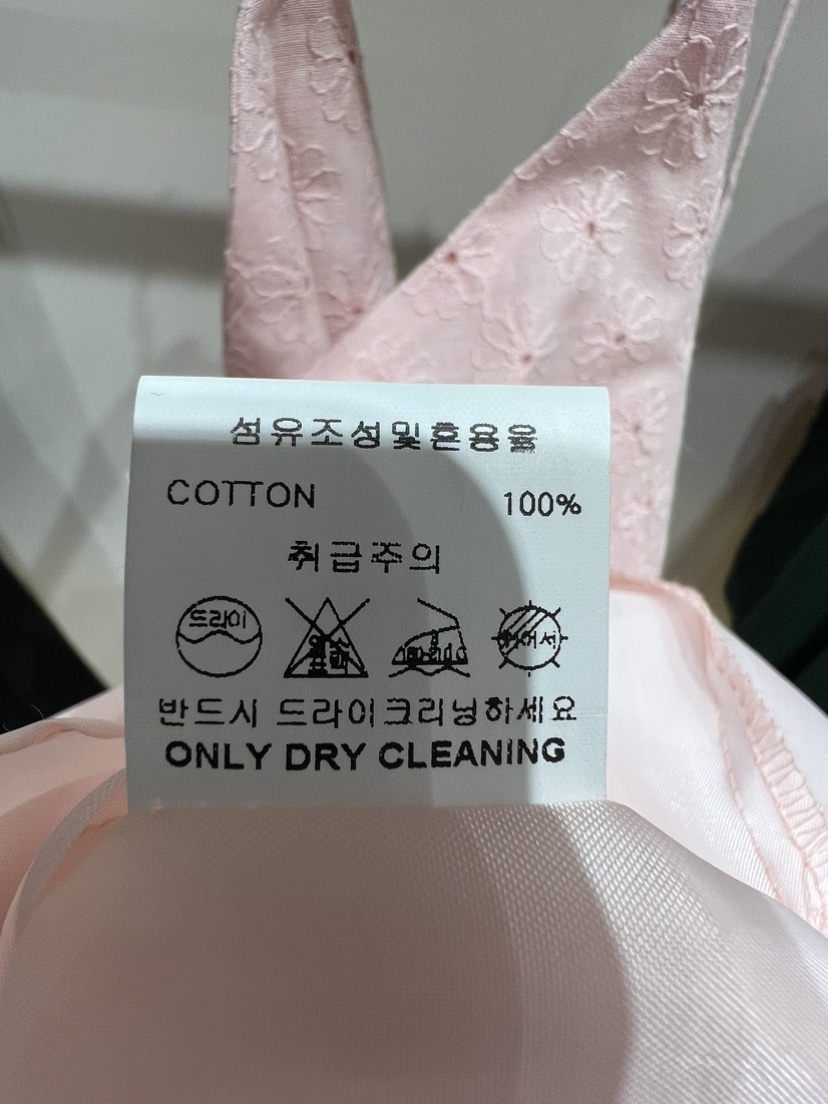 섬유조성및혼용율
COTTON 100%
취급주의
드라이
반드시 드라이크리닝하세요
ONLY DRY CLEANING